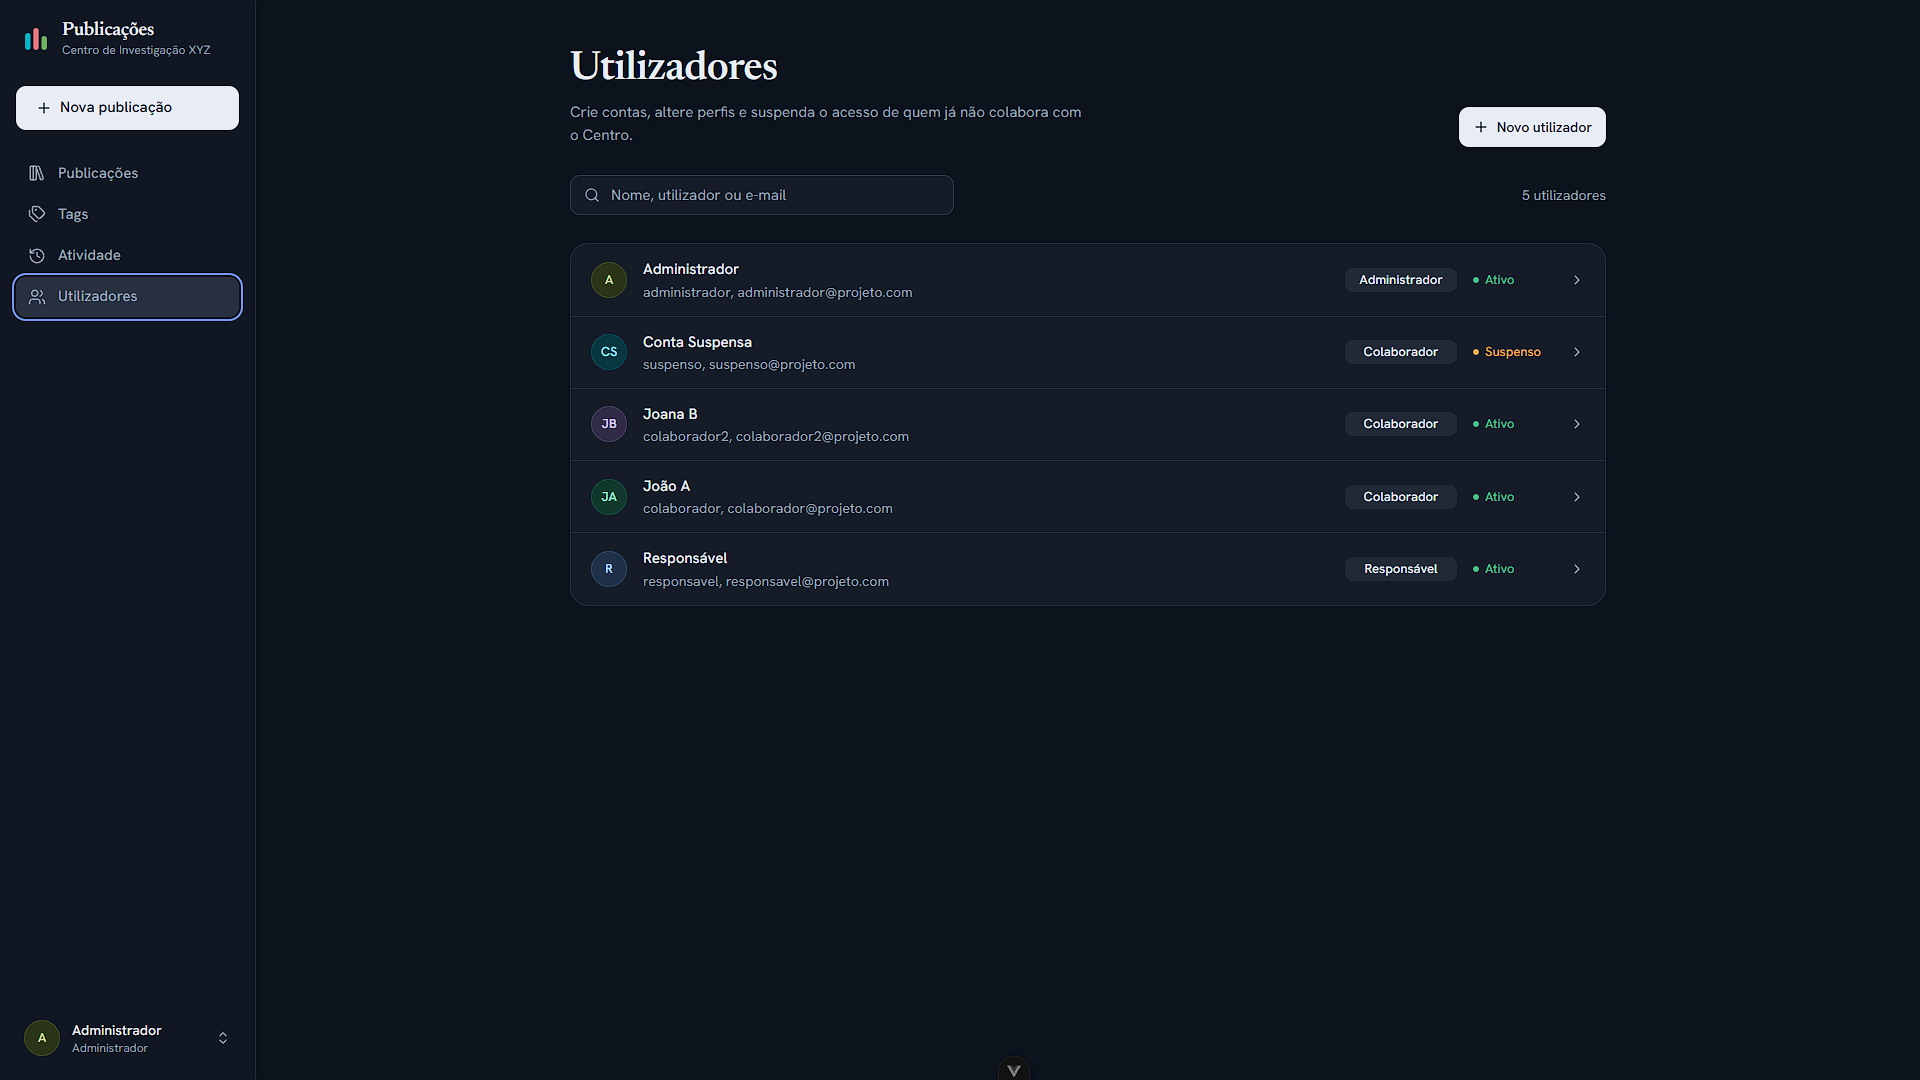 Publicações
Centro de Investigação XYZ
Nova publicação
Publicações
Tags
Atividade
Utilizadores
A
Administrador
Administrador
Utilizadores
Crie contas, altere perfis e suspenda o acesso de quem já não colabora com
o Centro.
Novo utilizador
Nome, utilizador ou e-mail
5 utilizadores
A
Administrador
administrador, administrador@projeto.com
Administrador
Ativo
CS
Conta Suspensa
suspenso, suspenso@projeto.com
Colaborador
Suspenso
JB
Joana B
colaborador2, colaborador2@projeto.com
Colaborador
Ativo
JA
João A
colaborador, colaborador@projeto.com
Colaborador
Ativo
R
Responsável
responsavel, responsavel@projeto.com
Responsável
Ativo